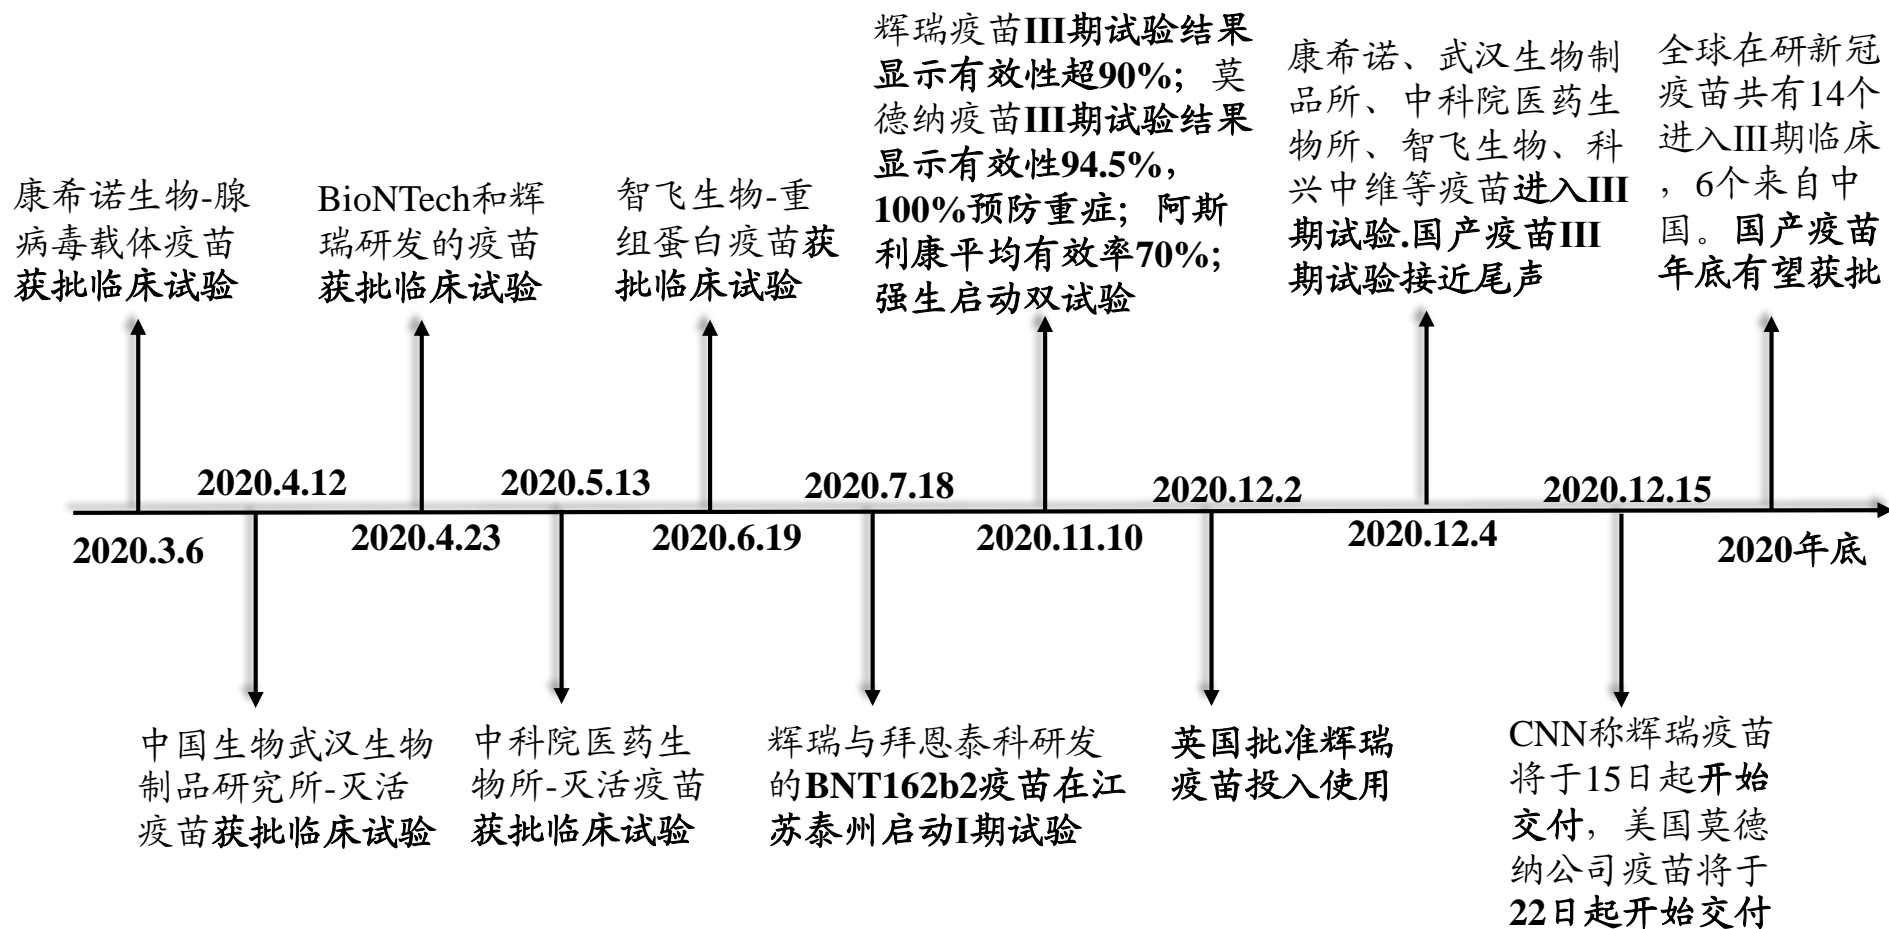 康希诺生物-腺
病毒载体疫苗
获批临床试验
BioNTech和辉
瑞研发的疫苗
获批临床试验
智飞生物-重
组蛋白疫苗获
批临床试验
辉瑞疫苗III期试验结果
显示有效性超90%；莫
德纳疫苗III期试验结果
显示有效性94.5%，
100%预防重症；阿斯
利康平均有效率70%；
强生启动双试验
康希诺、武汉生物制
品所、中科院医药生
物所、智飞生物、科
兴中维等疫苗进入III
期试验.国产疫苗III
期试验接近尾声
全球在研新冠
疫苗共有14个
进入III期临床
，6个来自中
国。国产疫苗
年底有望获批
2020.4.12
2020.5.13
2020.7.18
2020.12.2
2020.12.15
2020.3.6
2020.4.23
2020.6.19
2020.11.10
2020.12.4
2020年底
中国生物武汉生物
制品研究所-灭活
疫苗获批临床试验
中科院医药生
物所-灭活疫苗
获批临床试验
辉瑞与拜恩泰科研发
的BNT162b2疫苗在江
苏泰州启动I期试验
英国批准辉瑞
疫苗投入使用
CNN称辉瑞疫苗
将于15日起开始
交付，美国莫德
纳公司疫苗将于
22日起开始交付